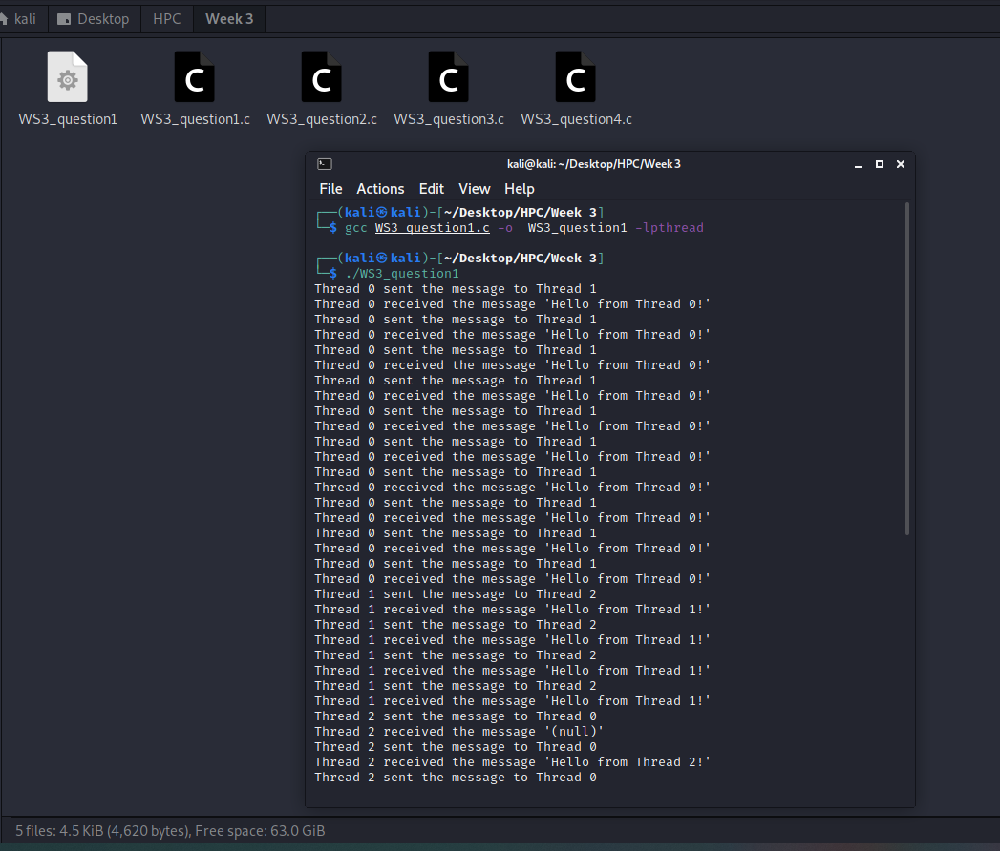 kali Desktop HPC Week 3
WS3_question1 WS3_question1.c WS3_question2.c WS3_question3.c WS3_question4.c
kali@kali: ~/Desktop/HPC/Week 3
File Actions Edit View Help
┌──(kali㉿kali)-[~/Desktop/HPC/Week 3]
└─$ gcc WS3_question1.c -o  WS3_question1 -lpthread
┌──(kali㉿kali)-[~/Desktop/HPC/Week 3]
└─$ ./WS3_question1
Thread 0 sent the message to Thread 1
Thread 0 received the message 'Hello from Thread 0!'
Thread 0 sent the message to Thread 1
Thread 0 received the message 'Hello from Thread 0!'
Thread 0 sent the message to Thread 1
Thread 0 received the message 'Hello from Thread 0!'
Thread 0 sent the message to Thread 1
Thread 0 received the message 'Hello from Thread 0!'
Thread 0 sent the message to Thread 1
Thread 0 received the message 'Hello from Thread 0!'
Thread 0 sent the message to Thread 1
Thread 0 received the message 'Hello from Thread 0!'
Thread 0 sent the message to Thread 1
Thread 0 received the message 'Hello from Thread 0!'
Thread 0 sent the message to Thread 1
Thread 0 received the message 'Hello from Thread 0!'
Thread 0 sent the message to Thread 1
Thread 0 received the message 'Hello from Thread 0!'
Thread 0 sent the message to Thread 1
Thread 0 received the message 'Hello from Thread 0!'
Thread 1 sent the message to Thread 2
Thread 1 received the message 'Hello from Thread 1!'
Thread 1 sent the message to Thread 2
Thread 1 received the message 'Hello from Thread 1!'
Thread 1 sent the message to Thread 2
Thread 1 received the message 'Hello from Thread 1!'
Thread 1 sent the message to Thread 2
Thread 1 received the message 'Hello from Thread 1!'
Thread 2 sent the message to Thread 0
Thread 2 received the message '(null)'
Thread 2 sent the message to Thread 0
Thread 2 received the message 'Hello from Thread 2!'
Thread 2 sent the message to Thread 0
5 files: 4.5 KiB (4,620 bytes), Free space: 63.0 GiB